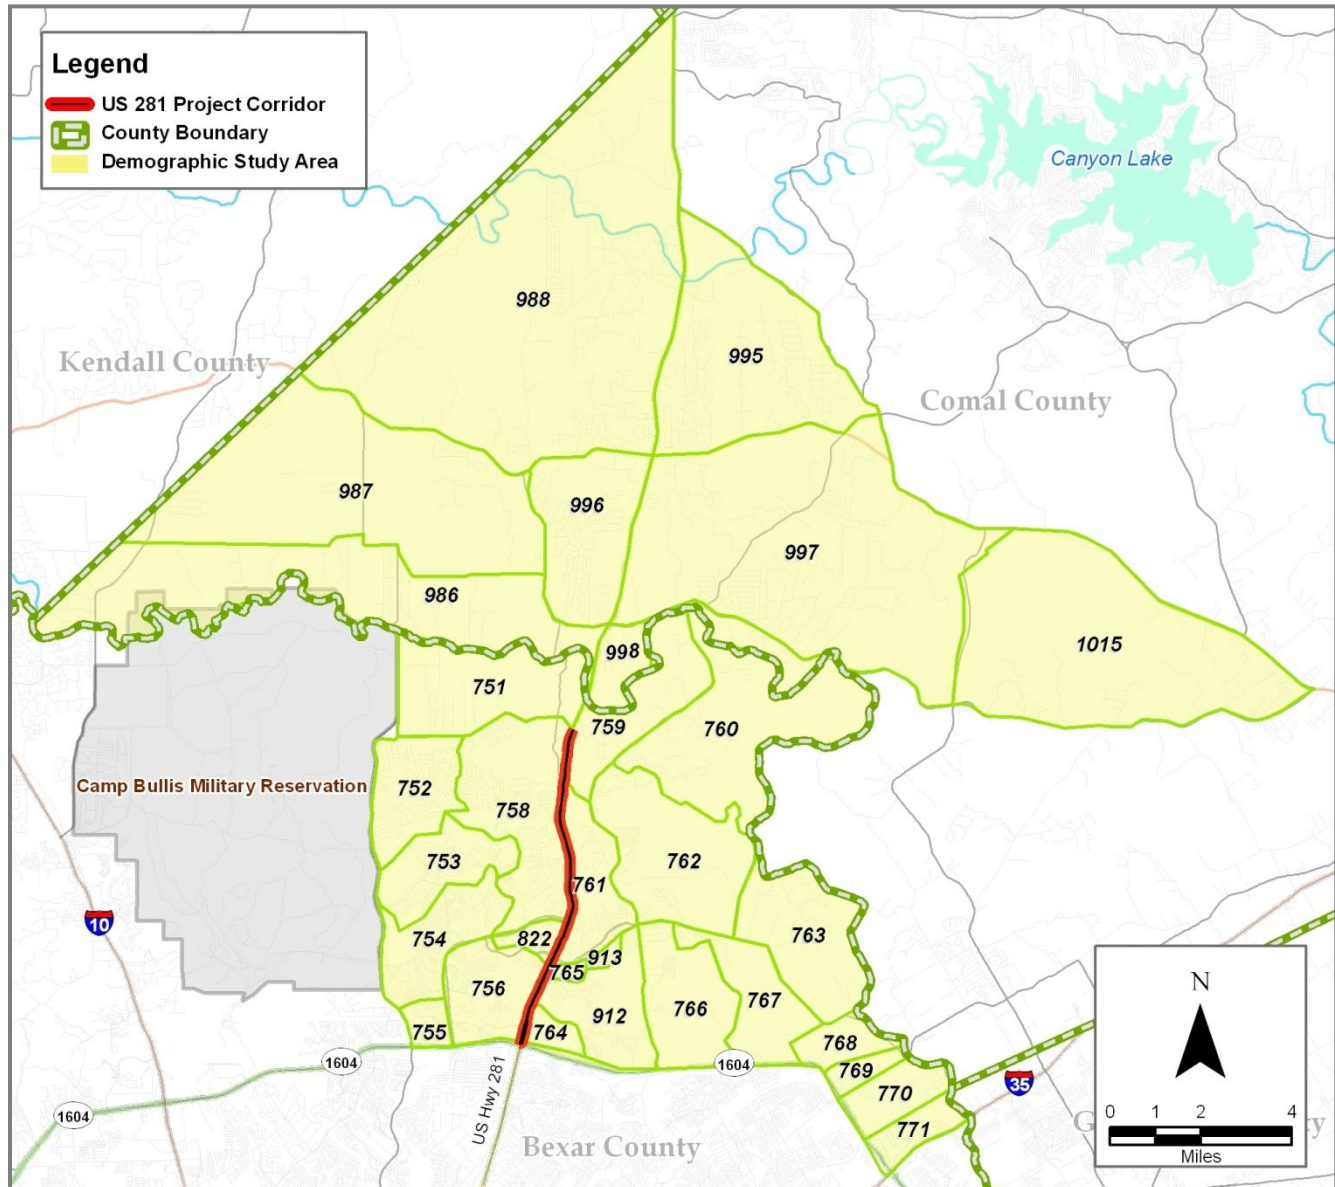 Legend
US 281 Project Corridor
County Boundary
Demographic Study Area
Canyon Lake
988
Kendall County
995
Comal County
987
996
997
986
998
1015
751
759
760
Camp Bullis Military Reservation
752
758
753
762
761
10
754
822
913
763
765
756
766
767
912
755
764
768
1604
1604
769
770
35
1604
771
US Hwy 281
Bexar County
N
0 1 2 4
Miles